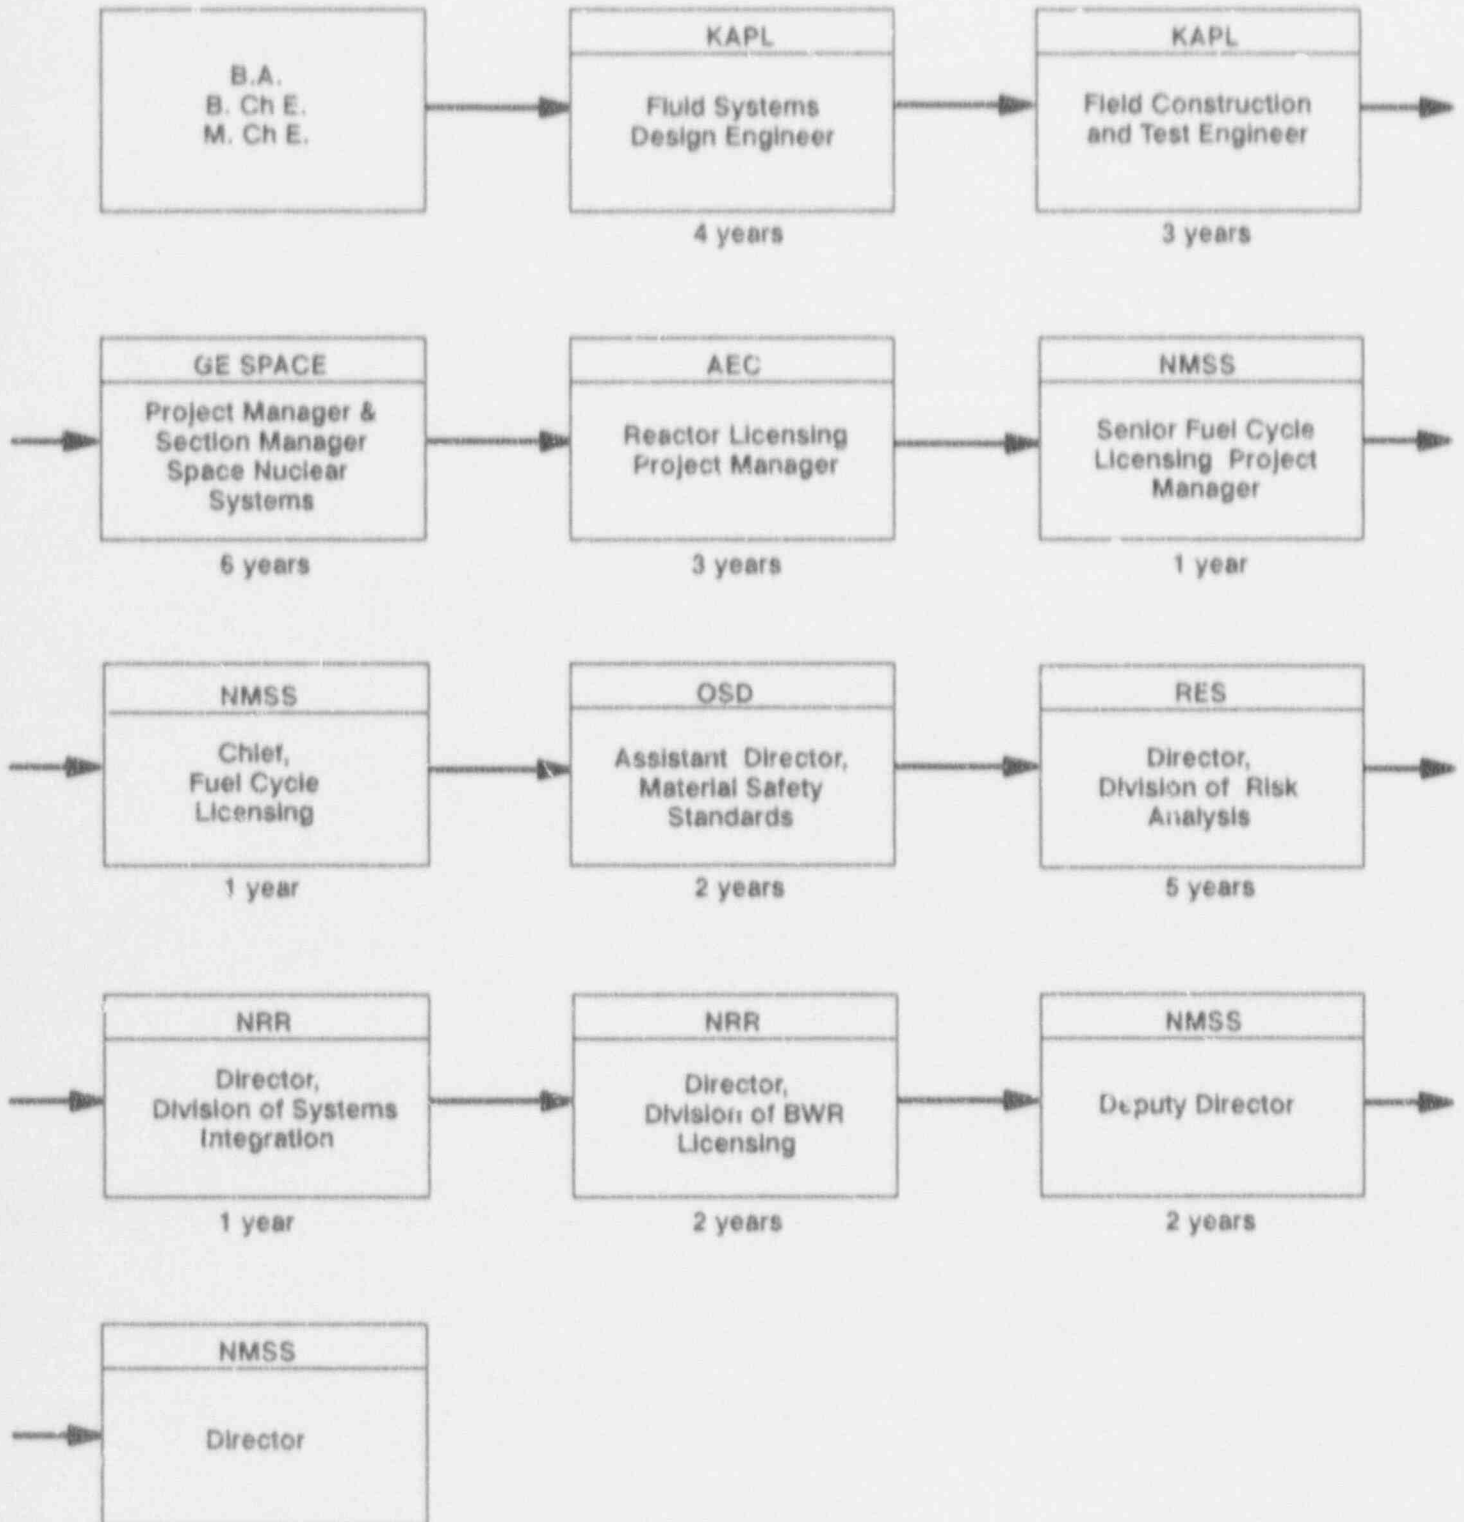 B.A.
B. Ch E.
M. Ch E.
KAPL
Fluid Systems
Design Engineer
4 years
KAPL
Field Construction
and Test Engineer
3 years
GE SPACE
Project Manager &
Section Manager
Space Nuclear
Systems
6 years
AEC
Reactor Licensing
Project Manager
3 years
NMSS
Senior Fuel Cycle
Licensing Project
Manager
1 year
NMSS
Chief,
Fuel Cycle
Licensing
1 year
OSD
Assistant Director,
Material Safety
Standards
2 years
RES
Director,
Division of Risk
Analysis
5 years
NRR
Director,
Division of Systems
Integration
1 year
NRR
Director,
Division of BWR
Licensing
2 years
NMSS
Deputy Director
2 years
NMSS
Director